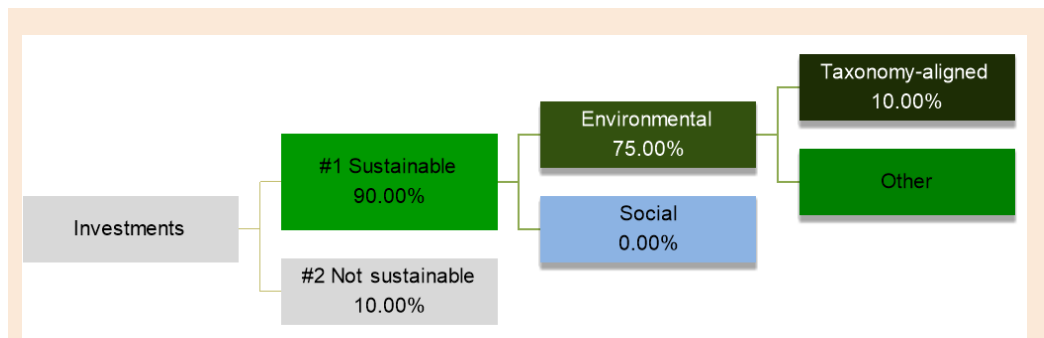 Investments
#1 Sustainable
90.00%
#2 Not sustainable
10.00%
Environmental
75.00%
Social
0.00%
Taxonomy-aligned
10.00%
Other